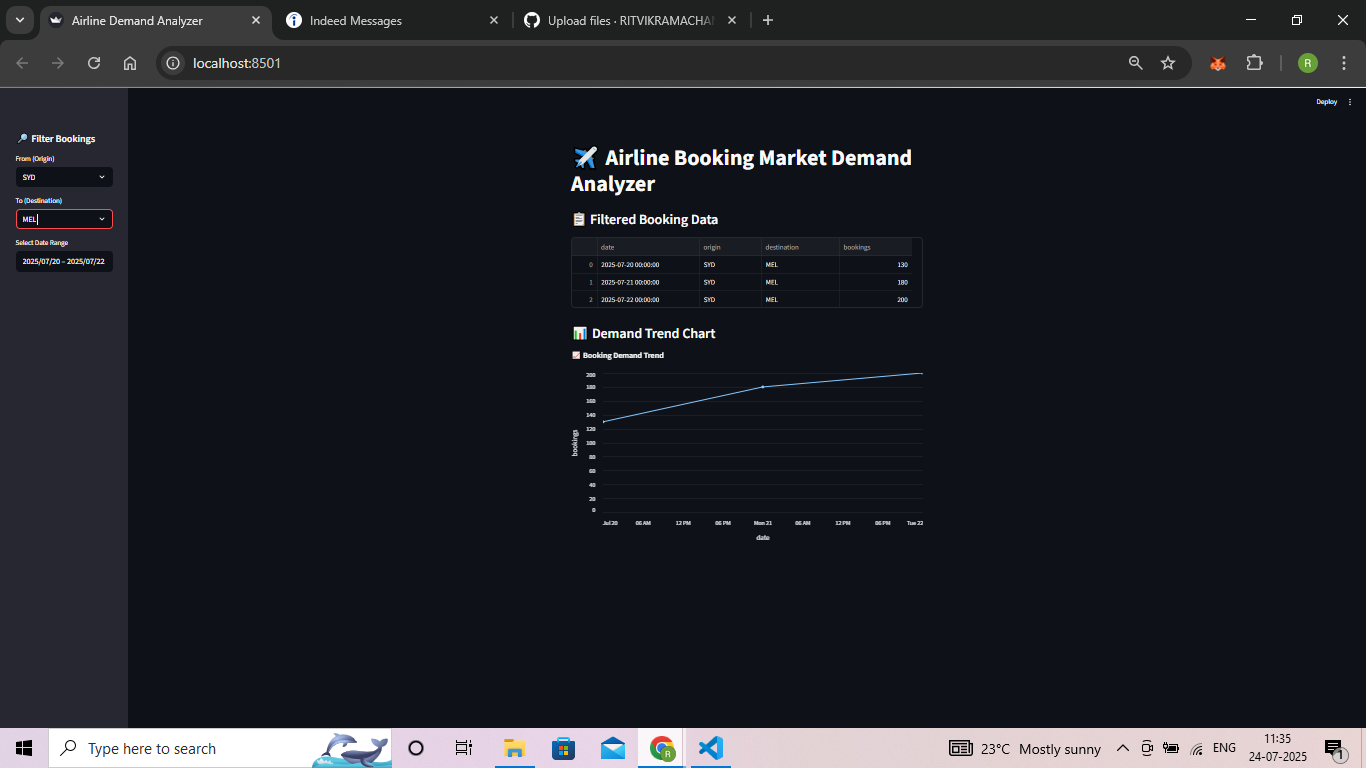 Airline Demand Analyzer
Indeed Messages
Upload files · RITVIKRAMACHA
localhost:8501
R
Deploy
Filter Bookings
From (Origin)
SYD
To (Destination)
MEL
Select Date Range
2025/07/20 – 2025/07/22
Airline Booking Market Demand
Analyzer
Filtered Booking Data
date origin destination bookings
0 2025-07-20 00:00:00 SYD MEL 130
1 2025-07-21 00:00:00 SYD MEL 180
2 2025-07-22 00:00:00 SYD MEL 200
Demand Trend Chart
Booking Demand Trend
200
180
160
140
120
100
80
60
40
20
0
bookings
Jul 20 06 AM 12 PM 06 PM Mon 21 06 AM 12 PM 06 PM Tue 22
date
Type here to search
R
23°C Mostly sunny
ENG
11:35
24-07-2025
1